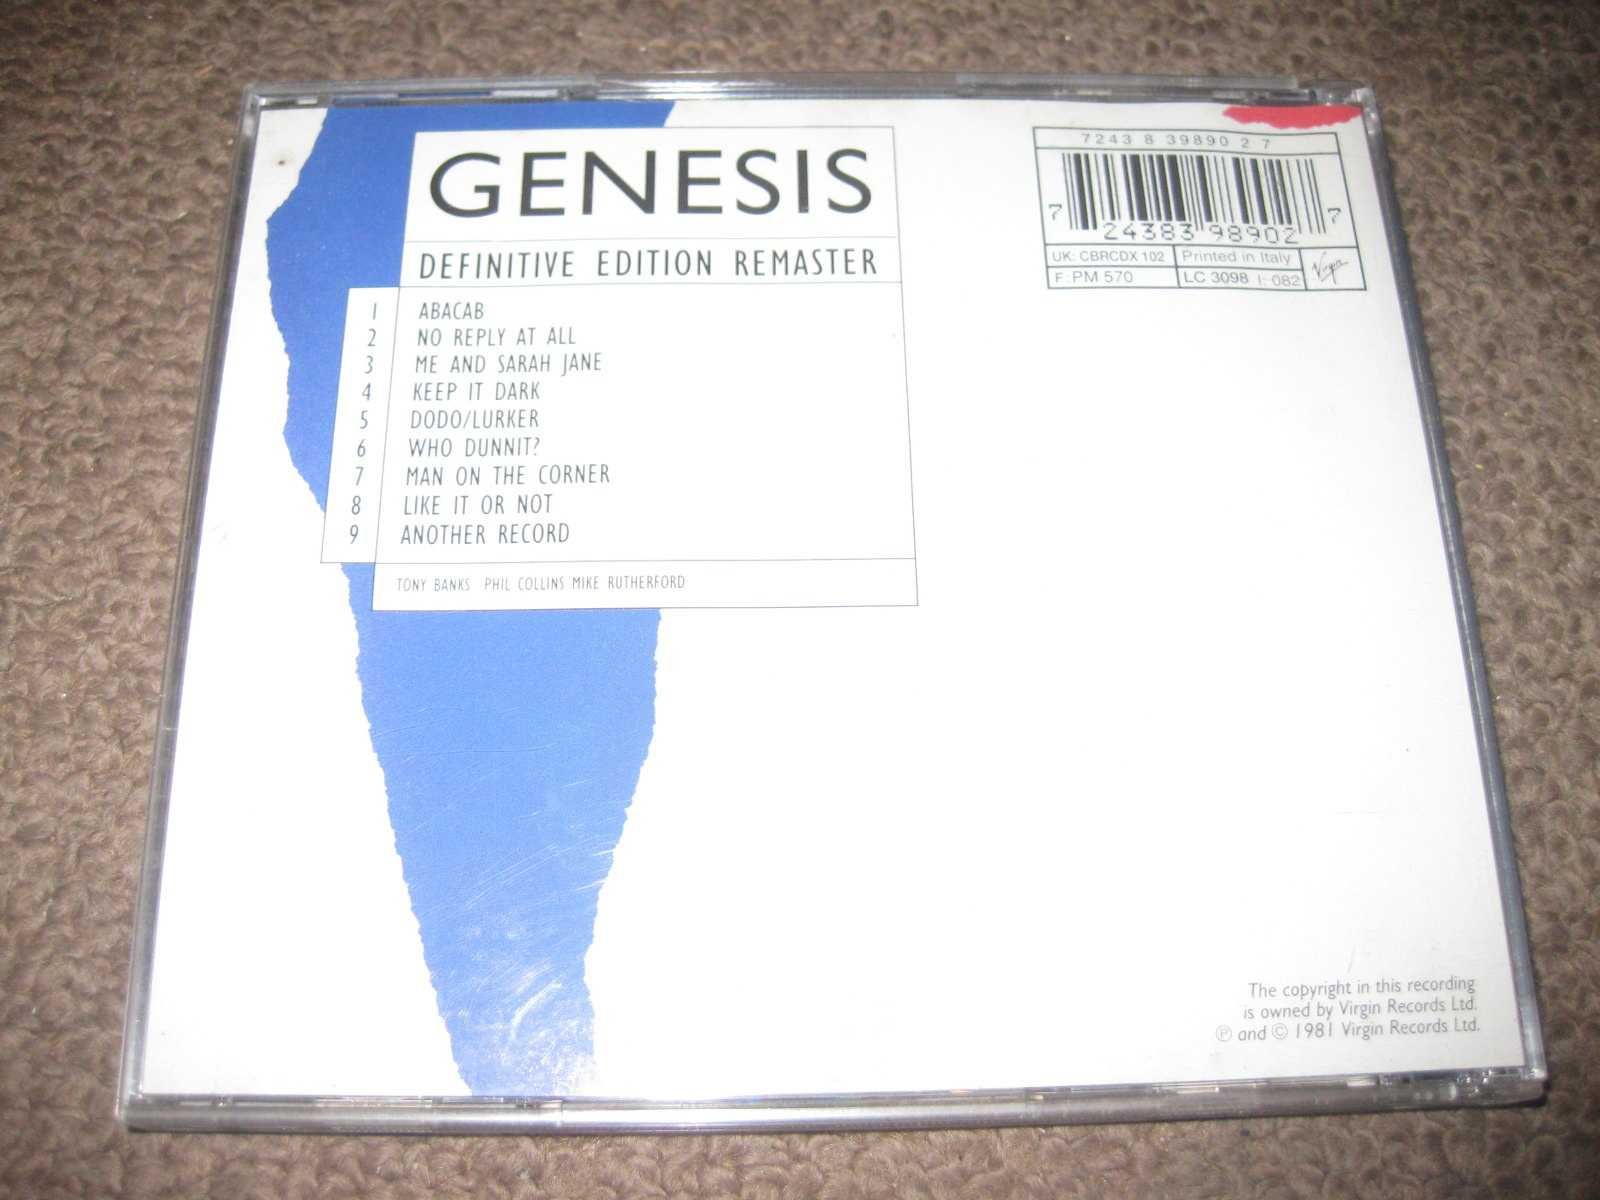 GENESIS
DEFINITIVE EDITION REMASTER
1 ABACAB
2 NO REPLY AT ALL
3 ME AND SARAH JANE
4 KEEP IT DARK
5 DODO/LURKER
6 WHO DUNNIT?
7 MAN ON THE CORNER
8 LIKE IT OR NOT
9 ANOTHER RECORD
TONY BANKS PHIL COLLINS MIKE RUTHERFORD
7243 8 39890 2 7
7 24383 98902 7
UK: CBRCDX 102 Printed in Italy
F: PM 570 LC 3098 I: 082
Virgin
The copyright in this recording
is owned by Virgin Records Ltd.
℗ and © 1981 Virgin Records Ltd.